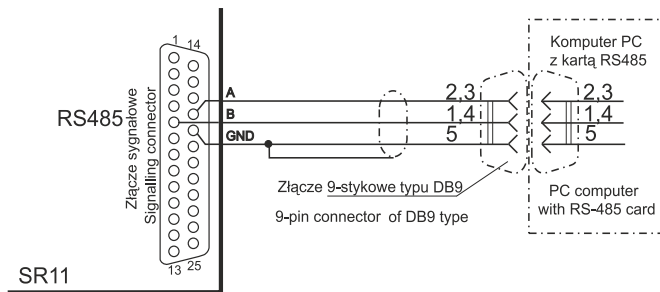 Komputer PC
z kartą RS485
1
14
RS485
Złącze sygnałowe
Signalling connector
A
B
GND
2,3
1,4
5
2,3
1,4
5
Złącze 9-stykowe typu DB9
9-pin connector of DB9 type
PC computer
with RS-485 card
13
25
SR11